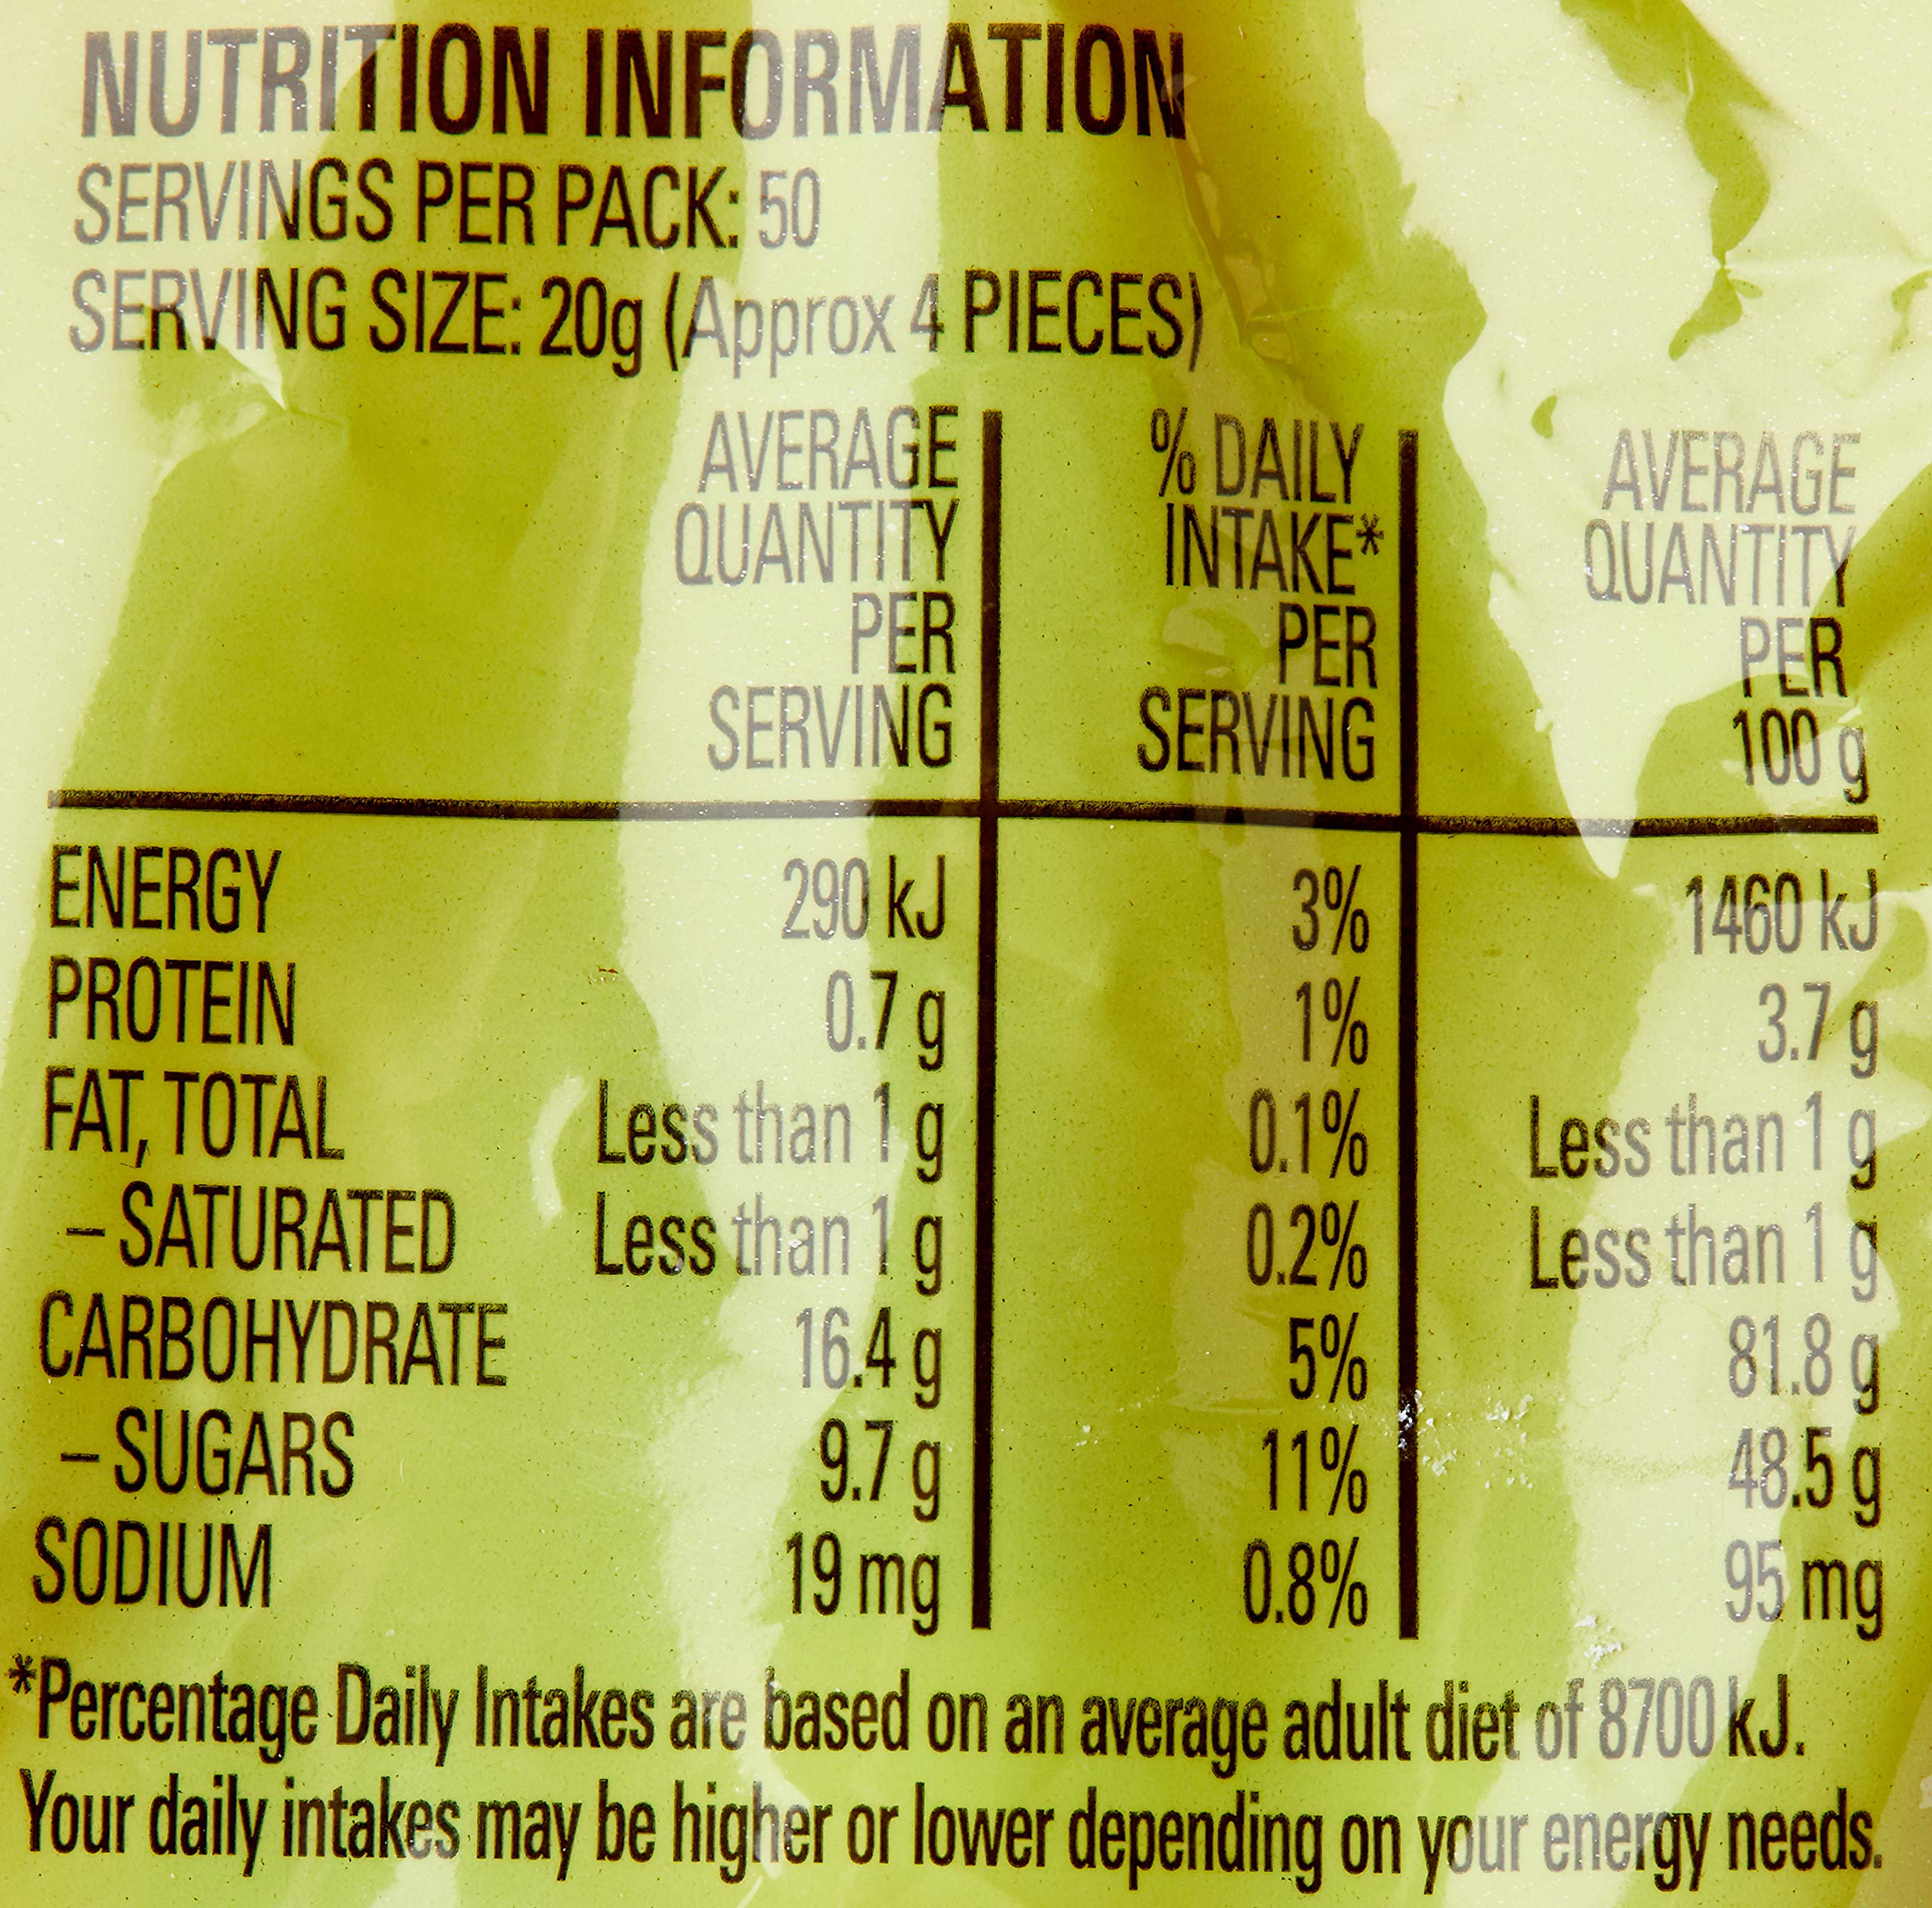 NUTRITION INFORMATION
SERVINGS PER PACK: 50
SERVING SIZE: 20g (Approx 4 PIECES)
AVERAGE QUANTITY PER SERVING | % DAILY INTAKE* PER SERVING | AVERAGE QUANTITY PER 100 g
ENERGY 290 kJ 3% 1460 kJ
PROTEIN 0.7 g 1% 3.7 g
FAT, TOTAL Less than 1 g 0.1% Less than 1 g
– SATURATED Less than 1 g 0.2% Less than 1 g
CARBOHYDRATE 16.4 g 5% 81.8 g
– SUGARS 9.7 g 11% 48.5 g
SODIUM 19 mg 0.8% 95 mg
*Percentage Daily Intakes are based on an average adult diet of 8700 kJ.
Your daily intakes may be higher or lower depending on your energy needs.